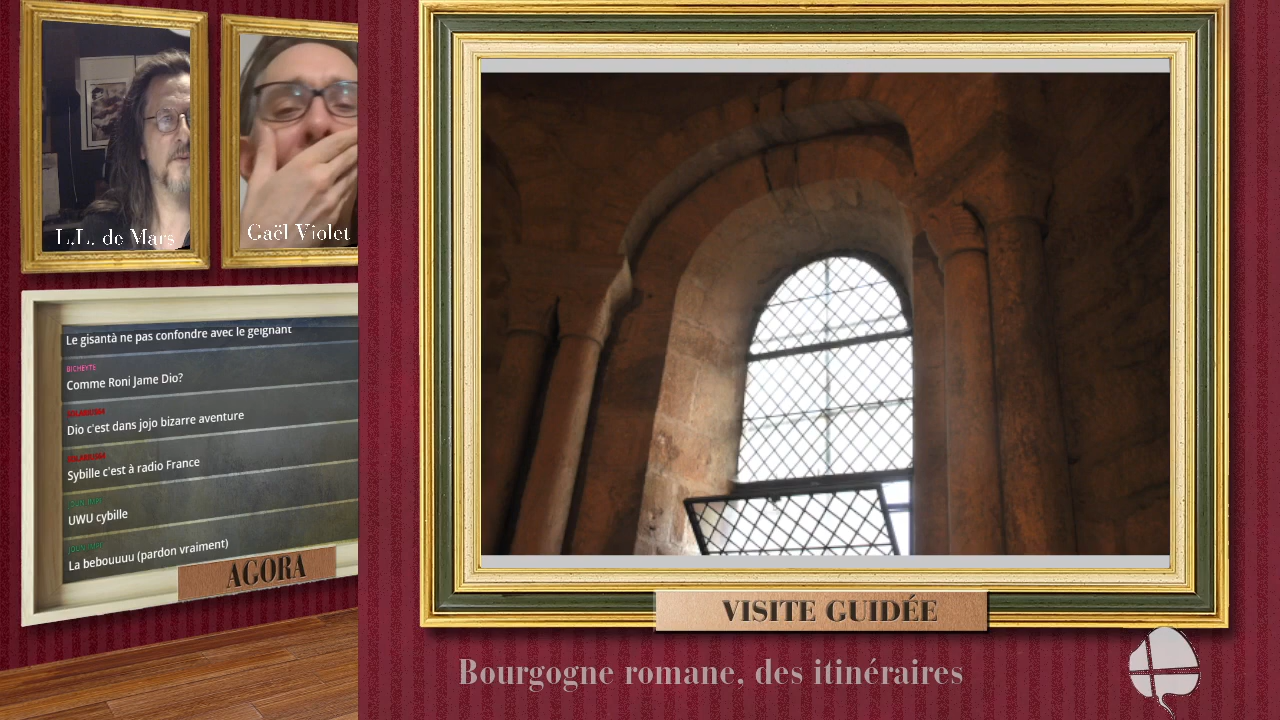 L.L. de Mars
Gaël Violet
Le gisantà ne pas confondre avec le geignant
BICHEYTE
Comme Roni Jame Dio?
Dio c'est dans jojo bizarre aventure
Sybille c'est à radio France
UWU cybille
La bebouuuu (pardon vraiment)
AGORA
VISITE GUIDÉE
Bourgogne romane, des itinéraires